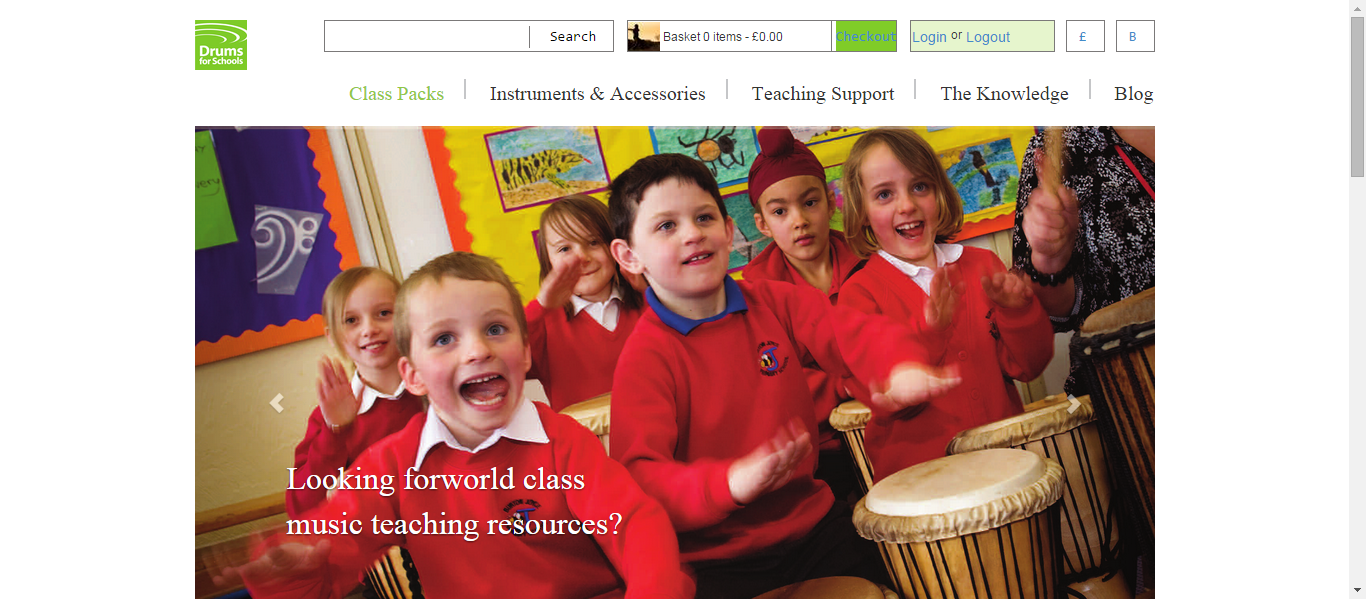 Drums
for Schools
Search
Basket 0 items - £0.00
Checkout
Login or Logout
£
B
Class Packs
Instruments & Accessories
Teaching Support
The Knowledge
Blog
Looking forworld class
music teaching resources?